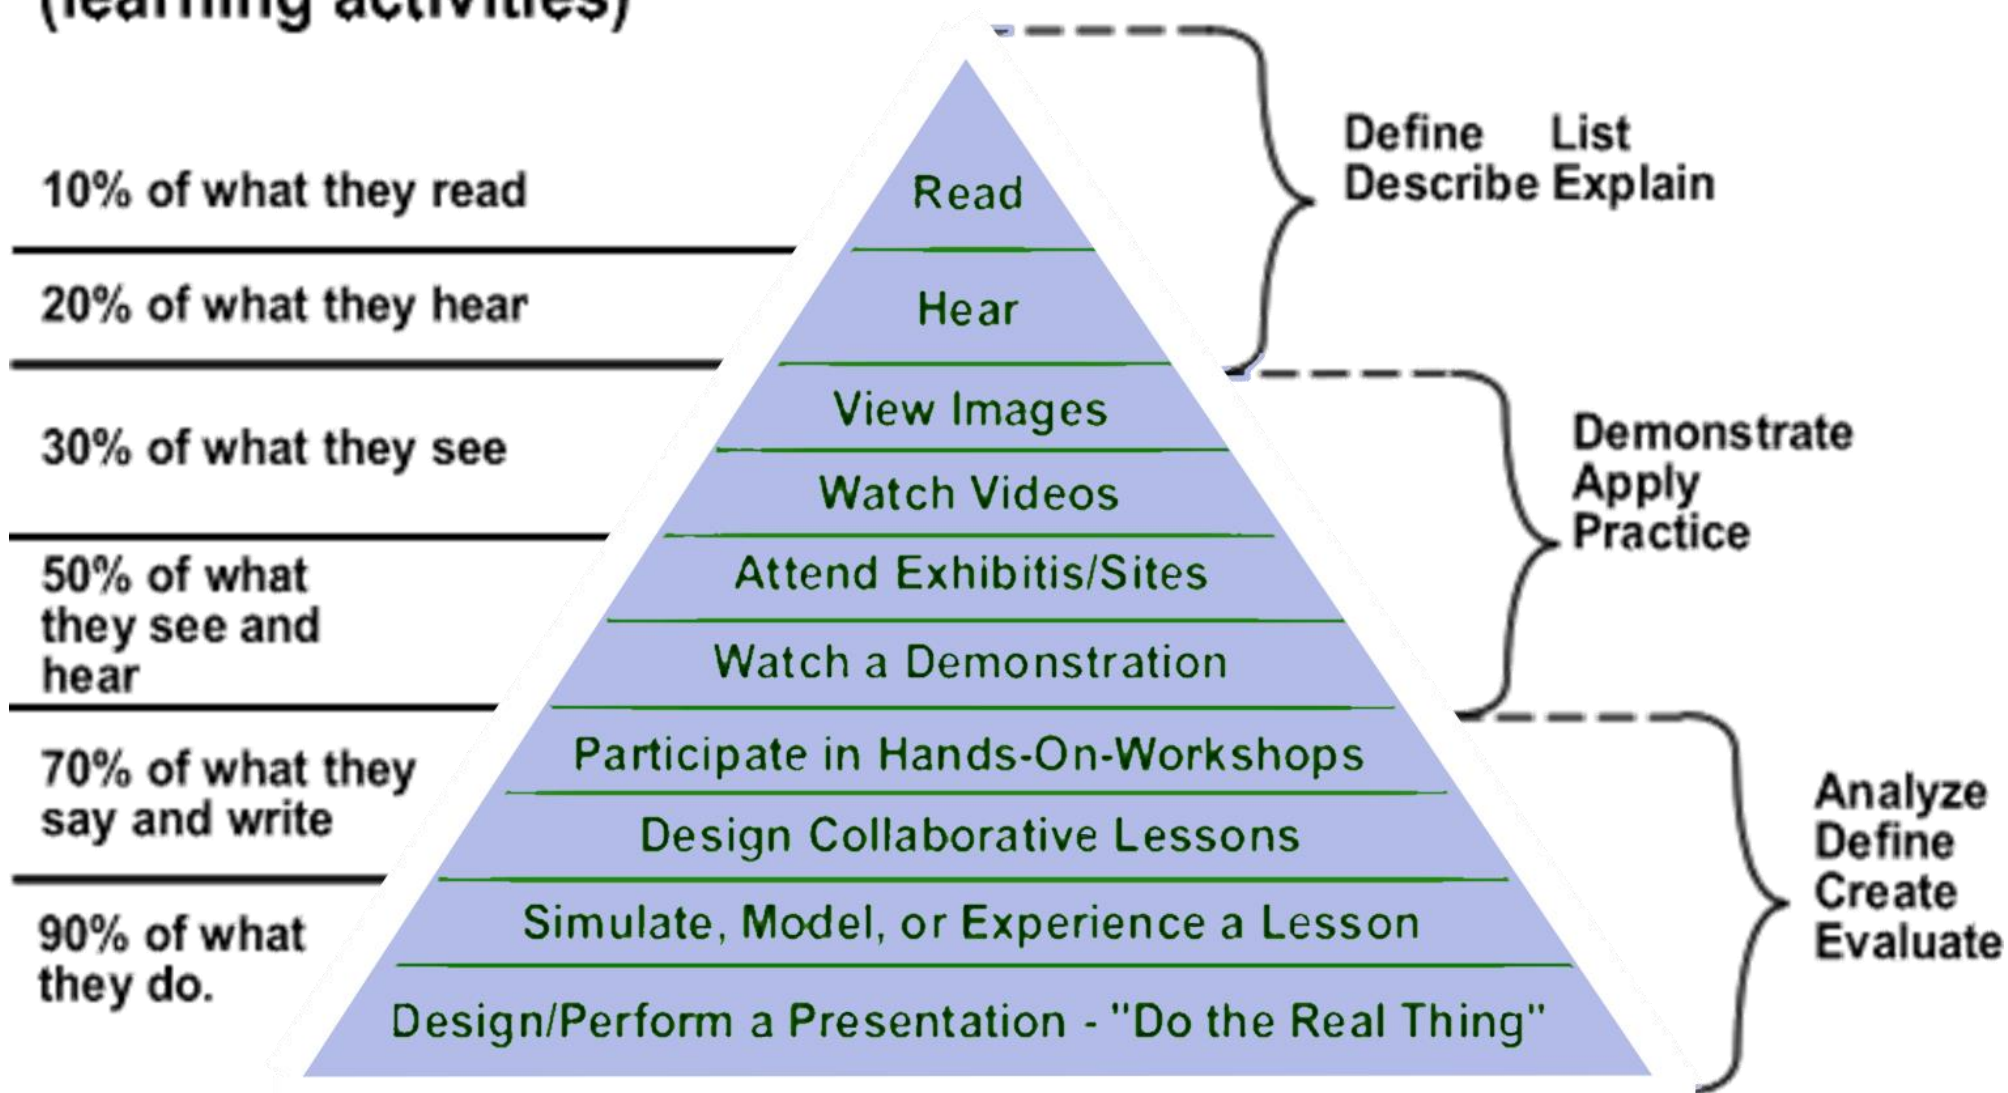 (learning activities)
10% of what they read
20% of what they hear
30% of what they see
50% of what
they see and
hear
70% of what they
say and write
90% of what
they do.
Read
Hear
View Images
Watch Videos
Attend Exhibitis/Sites
Watch a Demonstration
Participate in Hands-On-Workshops
Design Collaborative Lessons
Simulate, Model, or Experience a Lesson
Design/Perform a Presentation - "Do the Real Thing"
Define List
Describe Explain
Demonstrate
Apply
Practice
Analyze
Define
Create
Evaluate